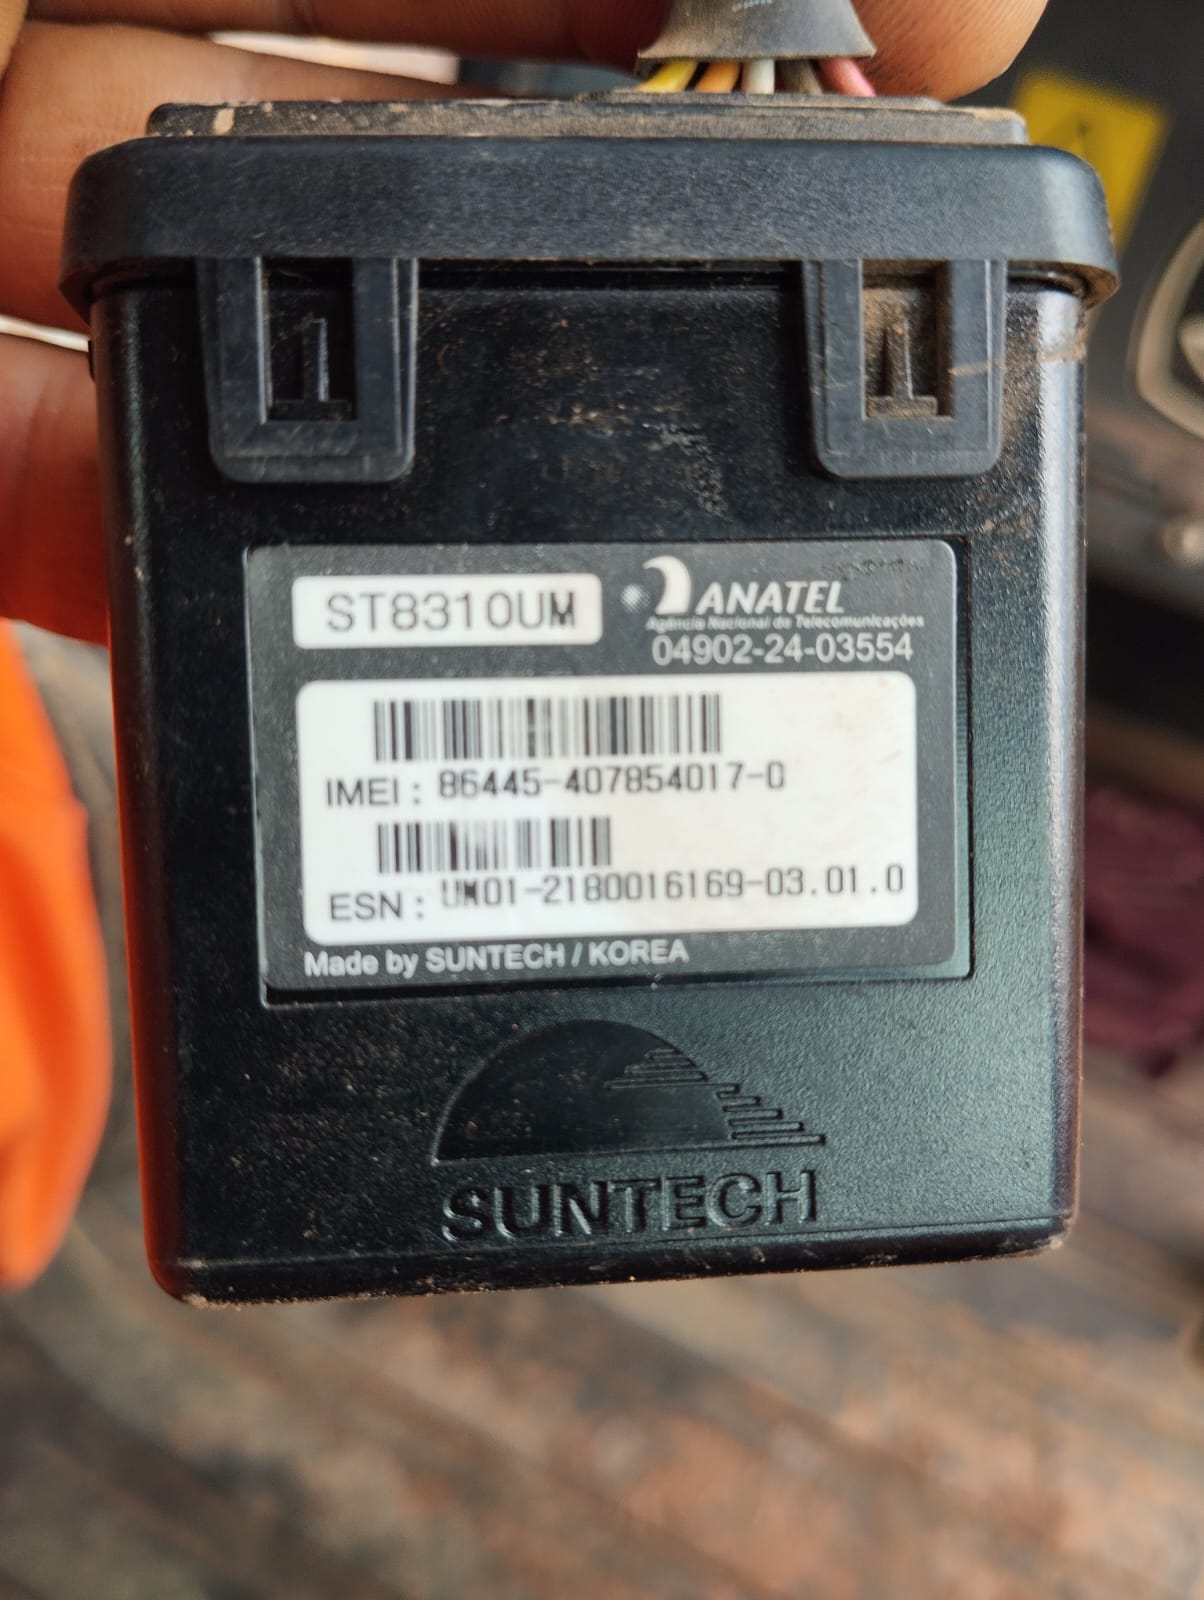 ST8310UM
ANATEL
Agência Nacional de Telecomunicações
04902-24-03554
IMEI : 86445-407854017-0
ESN : UM01-2180016169-03.01.0
Made by SUNTECH / KOREA
SUNTECH